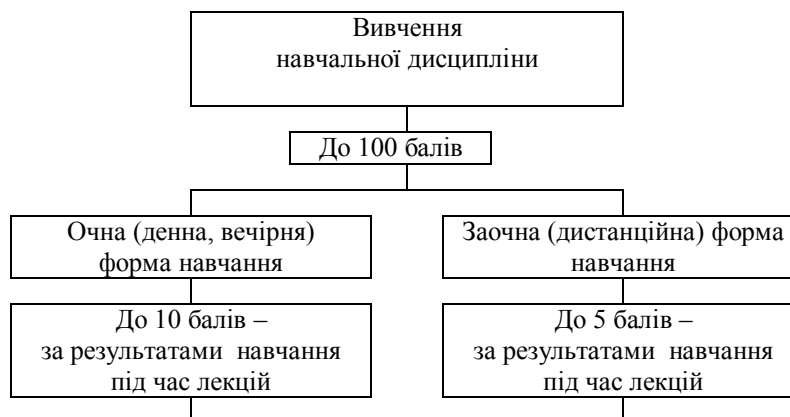 Вивчення
навчальної дисципліни
До 100 балів
Очна (денна, вечірня)
форма навчання
Заочна (дистанційна) форма
навчання
До 10 балів –
за результатами навчання
під час лекцій
До 5 балів –
за результатами навчання
під час лекцій